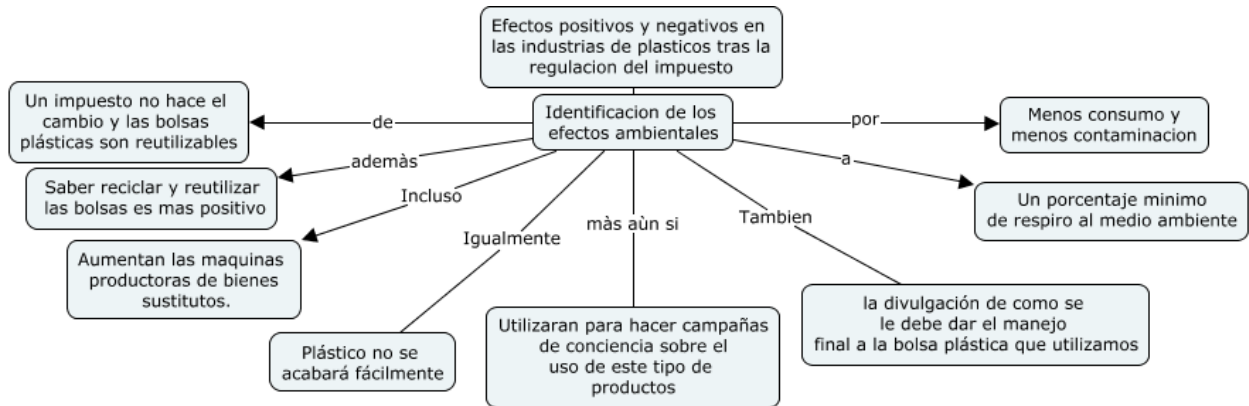 Efectos positivos y negativos en
las industrias de plasticos tras la
regulacion del impuesto
Identificacion de los
efectos ambientales
de
Un impuesto no hace el
cambio y las bolsas
plásticas son reutilizables
ademàs
Saber reciclar y reutilizar
las bolsas es mas positivo
Incluso
Aumentan las maquinas
productoras de bienes
sustitutos.
Igualmente
Plástico no se
acabará fácilmente
màs aùn si
Utilizaran para hacer campañas
de conciencia sobre el
uso de este tipo de
productos
Tambien
la divulgación de como se
le debe dar el manejo
final a la bolsa plástica que utilizamos
a
Un porcentaje minimo
de respiro al medio ambiente
por
Menos consumo y
menos contaminacion